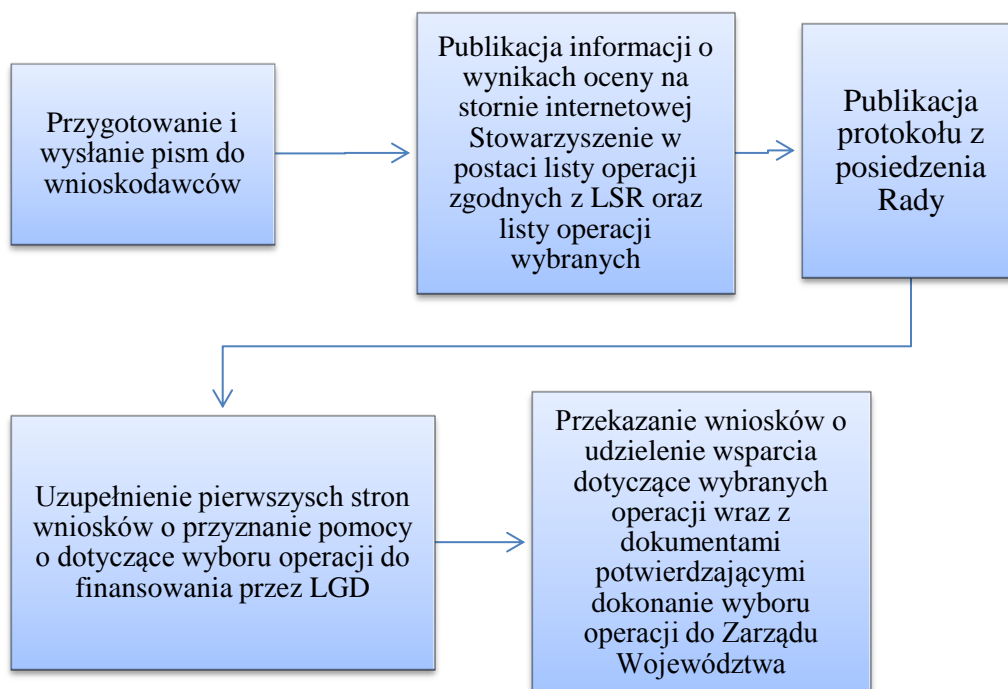 Przygotowanie i
wysłanie pism do
wnioskodawców
Publikacja informacji o
wynikach oceny na
stornie internetowej
Stowarzyszenie w
postaci listy operacji
zgodnych z LSR oraz
listy operacji
wybranych
Publikacja
protokołu z
posiedzenia
Rady
Uzupełnienie pierwszysch stron
wniosków o przyznanie pomocy
o dotyczące wyboru operacji do
finansowania przez LGD
Przekazanie wniosków o
udzielenie wsparcia
dotyczące wybranych
operacji wraz z
dokumentami
potwierdzającymi
dokonanie wyboru
operacji do Zarządu
Województwa